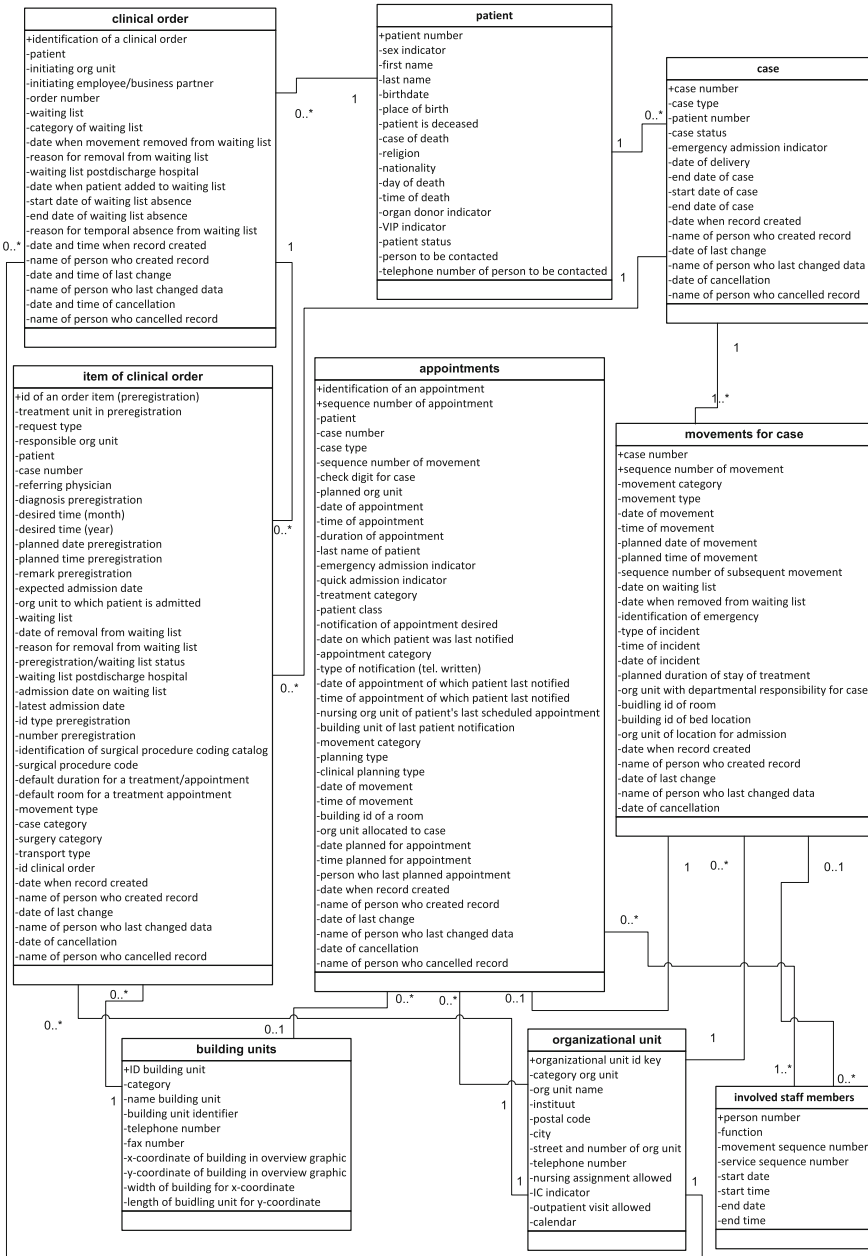 clinical order
+identification of a clinical order
-patient
-initiating org unit
-initiating employee/business partner
-order number
-waiting list
-category of waiting list
-date when movement removed from waiting list
-reason for removal from waiting list
-waiting list postdischarge hospital
-date when patient added to waiting list
-start date of waiting list absence
-end date of waiting list absence
-reason for temporal absence from waiting list
-date and time when record created
-name of person who created record
-date and time of last change
-name of person who last changed data
-date and time of cancellation
-name of person who cancelled record
0..*
1
0..*
1
patient
+patient number
-sex indicator
-first name
-last name
-birthdate
-place of birth
-patient is deceased
-case of death
-religion
-nationality
-day of death
-time of death
-organ donor indicator
-VIP indicator
-patient status
-person to be contacted
-telephone number of person to be contacted
1
0..*
1
case
+case number
-case type
-patient number
-case status
-emergency admission indicator
-date of delivery
-end date of case
-start date of case
-end date of case
-date when record created
-name of person who created record
-date of last change
-name of person who last changed data
-date of cancellation
-name of person who cancelled record
1
1..*
item of clinical order
+id of an order item (preregistration)
-treatment unit in preregistration
-request type
-responsible org unit
-patient
-case number
-referring physician
-diagnosis preregistration
-desired time (month)
-desired time (year)
-planned date preregistration
-planned time preregistration
-remark preregistration
-expected admission date
-org unit to which patient is admitted
-waiting list
-date of removal from waiting list
-reason for removal from waiting list
-preregistration/waiting list status
-waiting list postdischarge hospital
-admission date on waiting list
-latest admission date
-id type preregistration
-number preregistration
-identification of surgical procedure coding catalog
-surgical procedure code
-default duration for a treatment/appointment
-default room for a treatment appointment
-movement type
-case category
-surgery category
-transport type
-id clinical order
-date when record created
-name of person who created record
-date of last change
-name of person who last changed data
-date of cancellation
-name of person who cancelled record
0..*
0..*
0..*
0..*
appointments
+identification of an appointment
+sequence number of appointment
-patient
-case number
-case type
-sequence number of movement
-check digit for case
-planned org unit
-date of appointment
-time of appointment
-duration of appointment
-last name of patient
-emergency admission indicator
-quick admission indicator
-treatment category
-patient class
-notification of appointment desired
-date on which patient was last notified
-appointment category
-type of notification (tel. written)
-date of appointment of which patient last notified
-time of appointment of which patient last notified
-nursing org unit of patient's last scheduled appointment
-building unit of last patient notification
-movement category
-planning type
-clinical planning type
-date of movement
-time of movement
-building id of a room
-org unit allocated to case
-date planned for appointment
-time planned for appointment
-person who last planned appointment
-date when record created
-name of person who created record
-date of last change
-name of person who last changed data
-date of cancellation
-name of person who cancelled record
0..*
0..*
0..*
0..1
movements for case
+case number
+sequence number of movement
-movement category
-movement type
-date of movement
-time of movement
-planned date of movement
-planned time of movement
-sequence number of subsequent movement
-date on waiting list
-date when removed from waiting list
-identification of emergency
-type of incident
-time of incident
-date of incident
-planned duration of stay of treatment
-org unit with departmental responsibility for case
-buidling id of room
-building id of bed location
-org unit of location for admission
-date when record created
-name of person who created record
-date of last change
-name of person who last changed data
-date of cancellation
1
0..*
0..1
0..1
1
building units
+ID building unit
-category
-name building unit
-building unit identifier
-telephone number
-fax number
-x-coordinate of building in overview graphic
-y-coordinate of building in overview graphic
-width of building for x-coordinate
-length of buidling unit for y-coordinate
1
1
1
1
organizational unit
+organizational unit id key
-category org unit
-org unit name
-instituut
-postal code
-city
-street and number of org unit
-telephone number
-nursing assignment allowed
-IC indicator
-outpatient visit allowed
-calendar
1..*
0..*
involved staff members
+person number
-function
-movement sequence number
-service sequence number
-start date
-start time
-end date
-end time